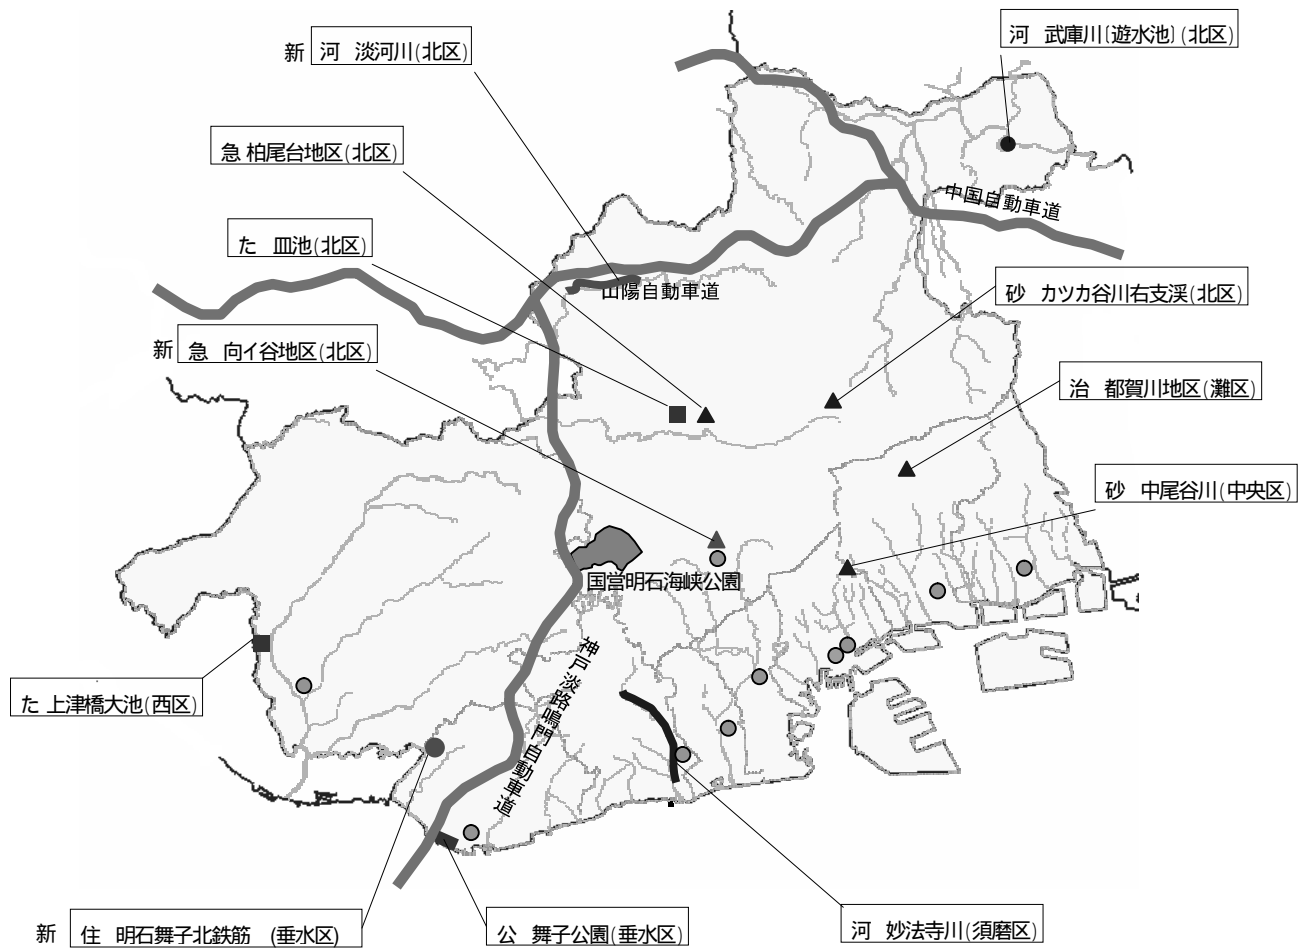 河 武庫川〔遊水池〕(北区)
新 河 淡河川(北区)
急 柏尾台地区(北区)
中国自動車道
た 皿池(北区)
砂 カツカ谷川右支渓(北区)
山陽自動車道
新 急 向イ谷地区(北区)
治 都賀川地区(灘区)
砂 中尾谷川(中央区)
国営明石海峡公園
神戸淡路鳴門自動車道
た 上津橋大池(西区)
新 住 明石舞子北鉄筋 (垂水区)
公 舞子公園(垂水区)
河 妙法寺川(須磨区)